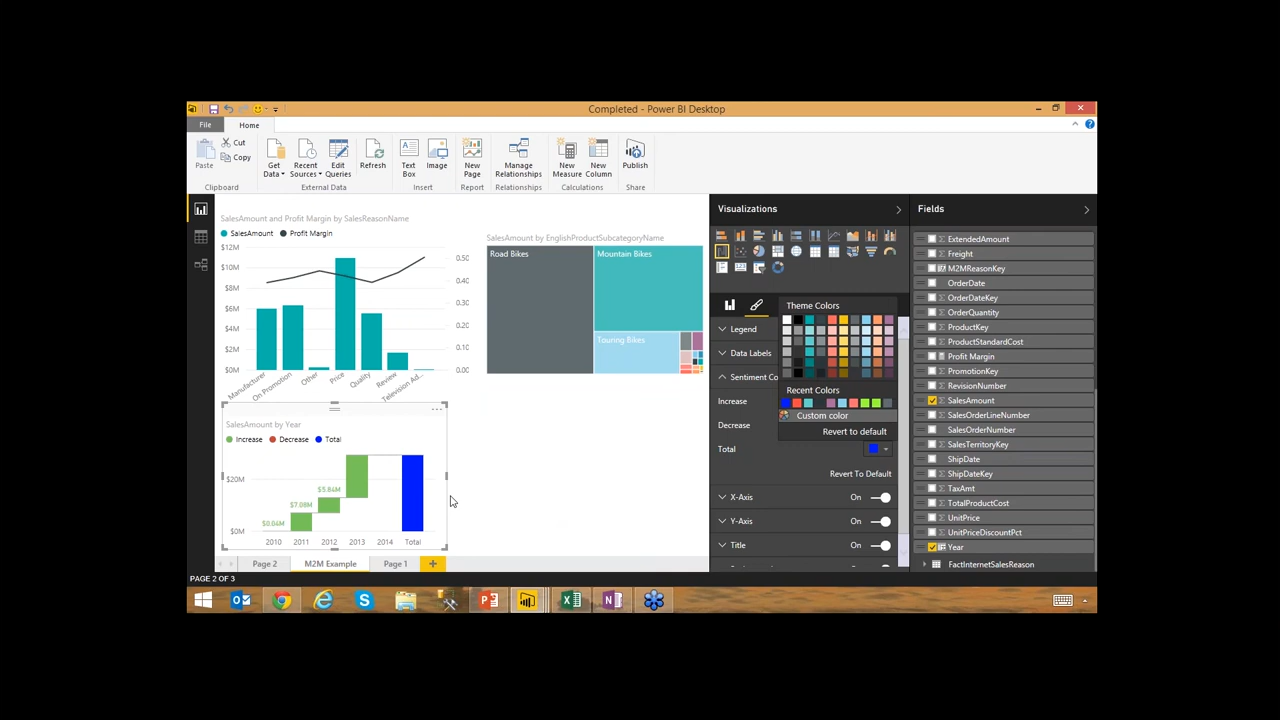 Completed - Power BI Desktop
File
Home
Paste
Cut
Copy
Clipboard
Get Data
Recent Sources
Edit Queries
External Data
Refresh
Text Box
Image
Insert
New Page
Report
Manage Relationships
Relationships
New Measure
New Column
Calculations
Publish
Share
SalesAmount and Profit Margin by SalesReasonName
SalesAmount
Profit Margin
$12M
$10M
$8M
$6M
$4M
$2M
$0M
0.50
0.40
0.30
0.20
0.10
0.00
Manufacturer
On Promotion
Other
Price
Quality
Review
Television Ad...
SalesAmount by EnglishProductSubcategoryName
Road Bikes
Mountain Bikes
Touring Bikes
SalesAmount by Year
Increase
Decrease
Total
$20M
$0M
$0.04M
$7.08M
$5.84M
2010
2011
2012
2013
2014
Total
Page 2
M2M Example
Page 1
PAGE 2 OF 3
Visualizations
Legend
Data Labels
Sentiment Co
Increase
Decrease
Total
Theme Colors
Recent Colors
Custom color
Revert to default
Revert To Default
X-Axis On
Y-Axis On
Title On
Fields
ExtendedAmount
Freight
M2MReasonKey
OrderDate
OrderDateKey
OrderQuantity
ProductKey
ProductStandardCost
Profit Margin
PromotionKey
RevisionNumber
SalesAmount
SalesOrderLineNumber
SalesOrderNumber
SalesTerritoryKey
ShipDate
ShipDateKey
TaxAmt
TotalProductCost
UnitPrice
UnitPriceDiscountPct
Year
FactInternetSalesReason